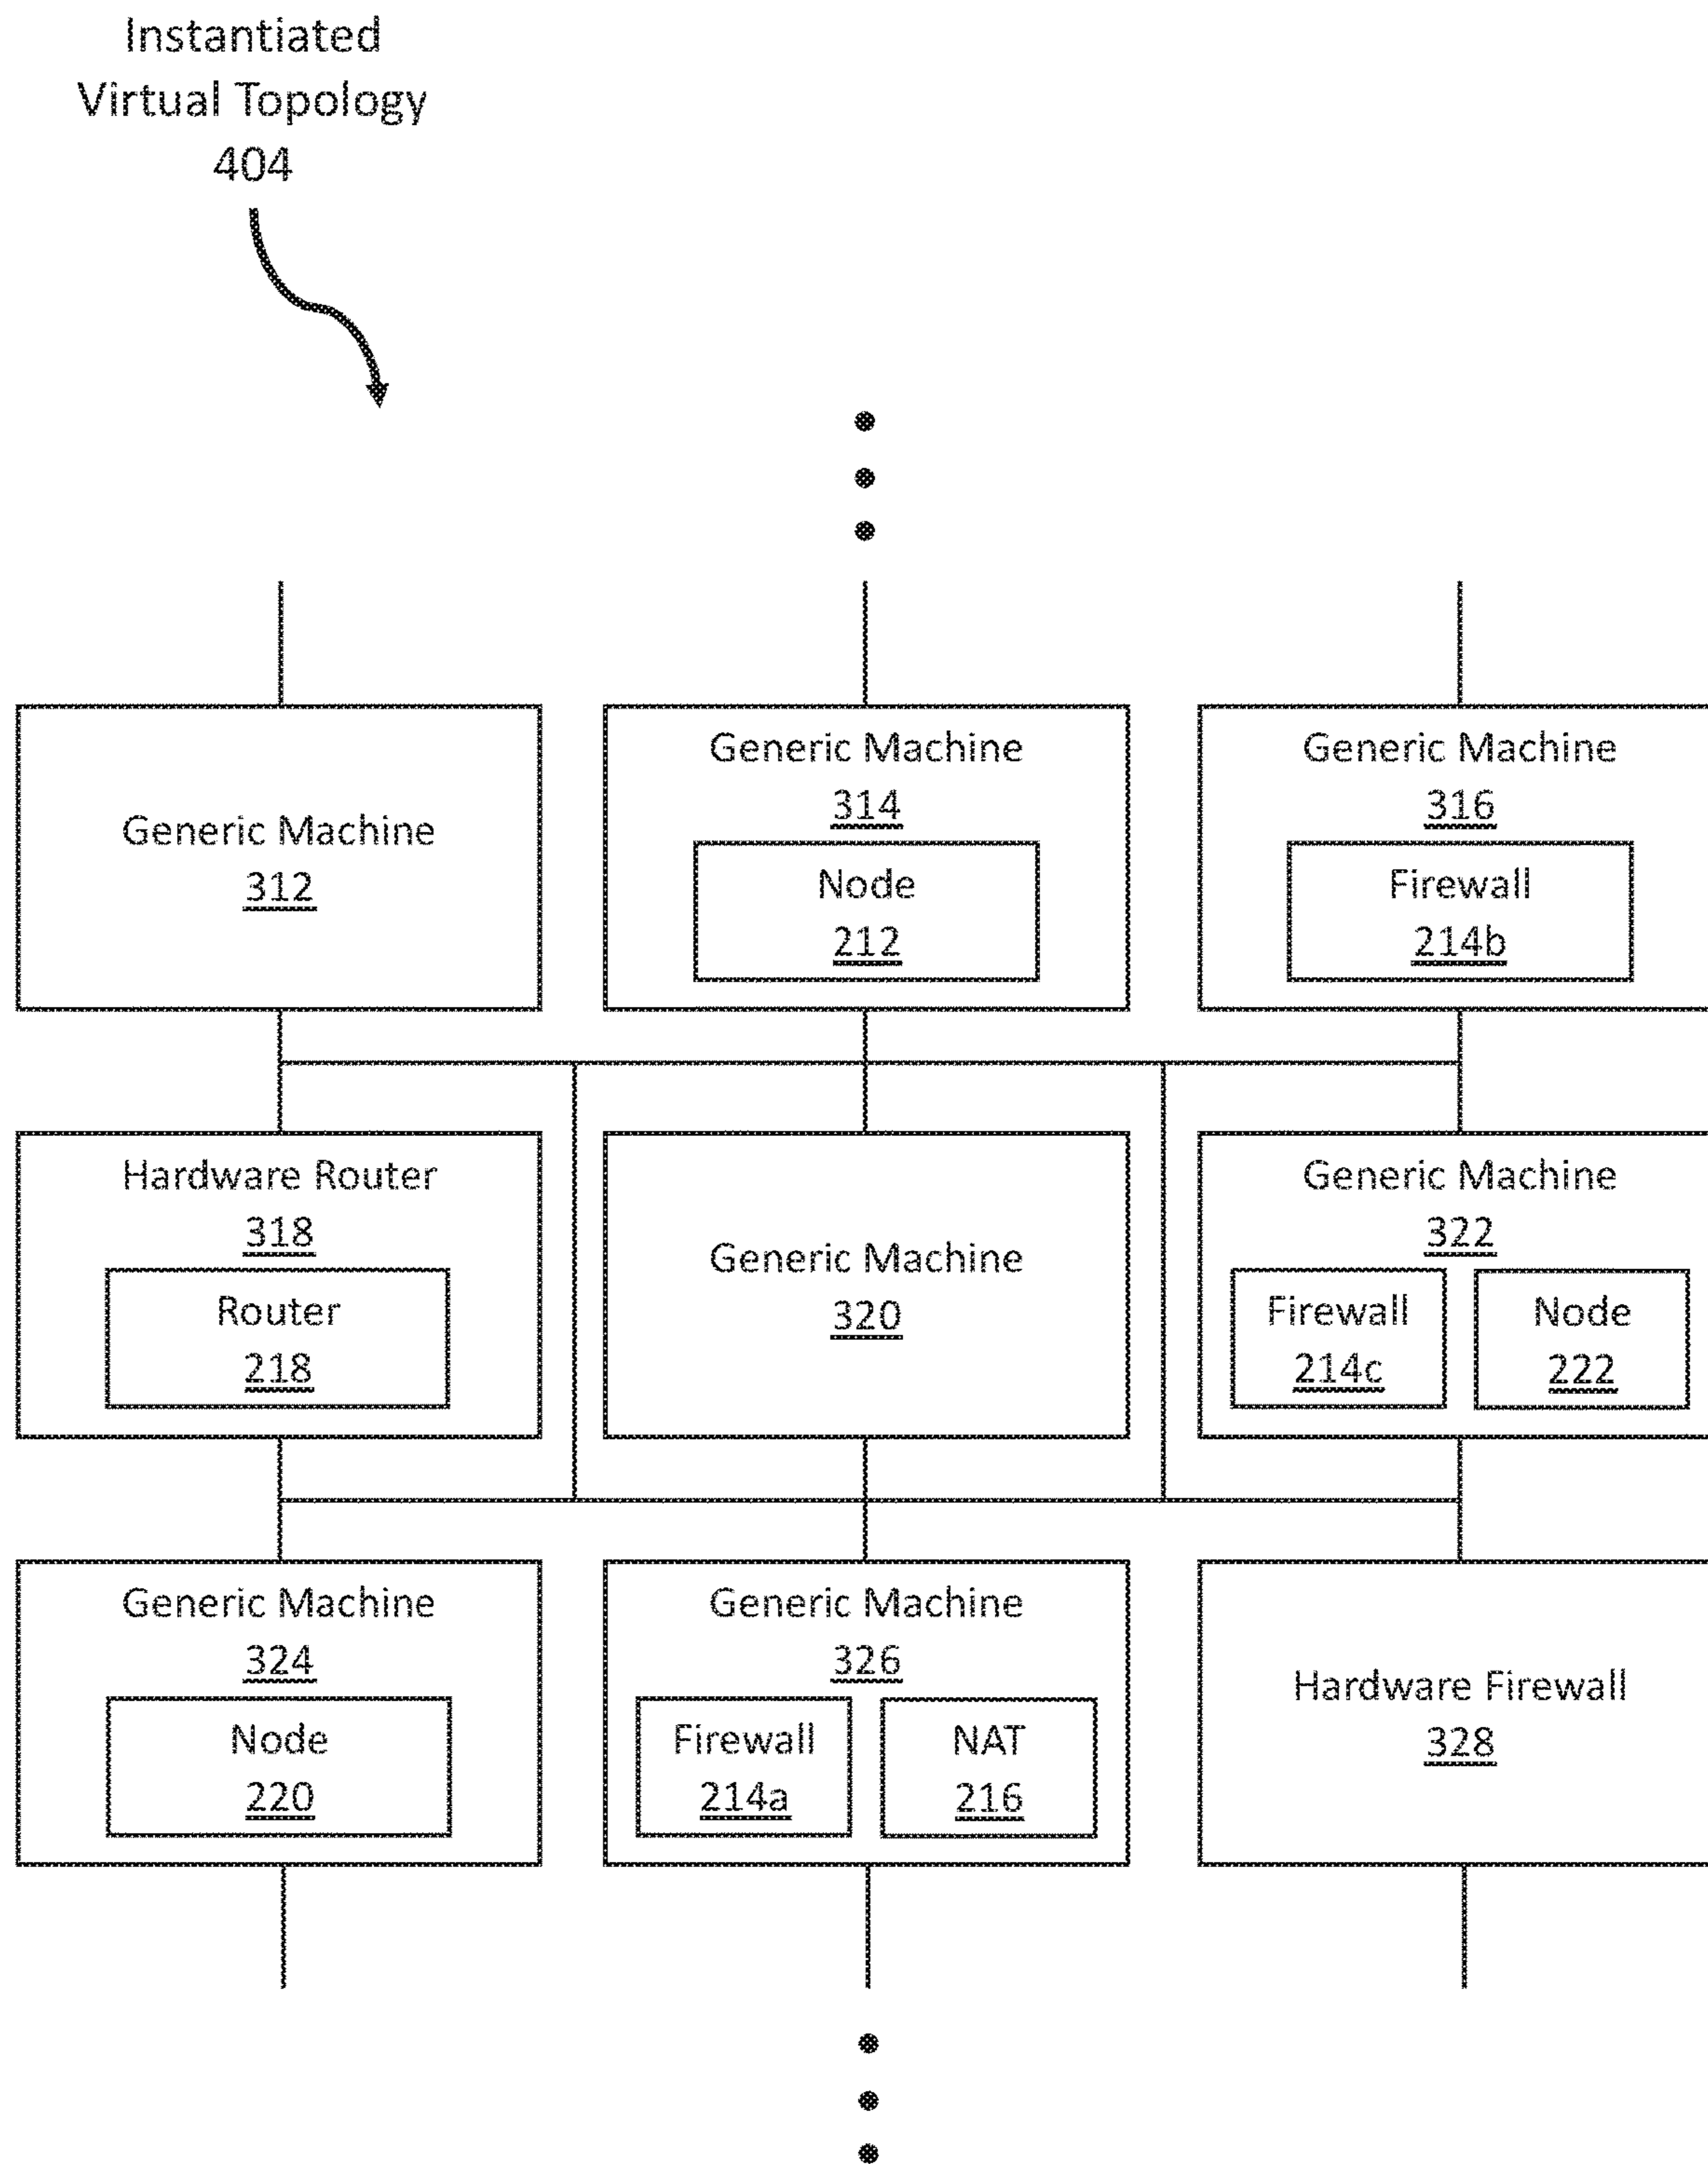 Instantiated
Virtual Topology
404
Generic Machine
312
Generic Machine
314
Node
212
Generic Machine
316
Firewall
214b
Hardware Router
318
Router
218
Generic Machine
320
Generic Machine
322
Firewall
214c
Node
222
Generic Machine
324
Node
220
Generic Machine
326
Firewall
214a
NAT
216
Hardware Firewall
328